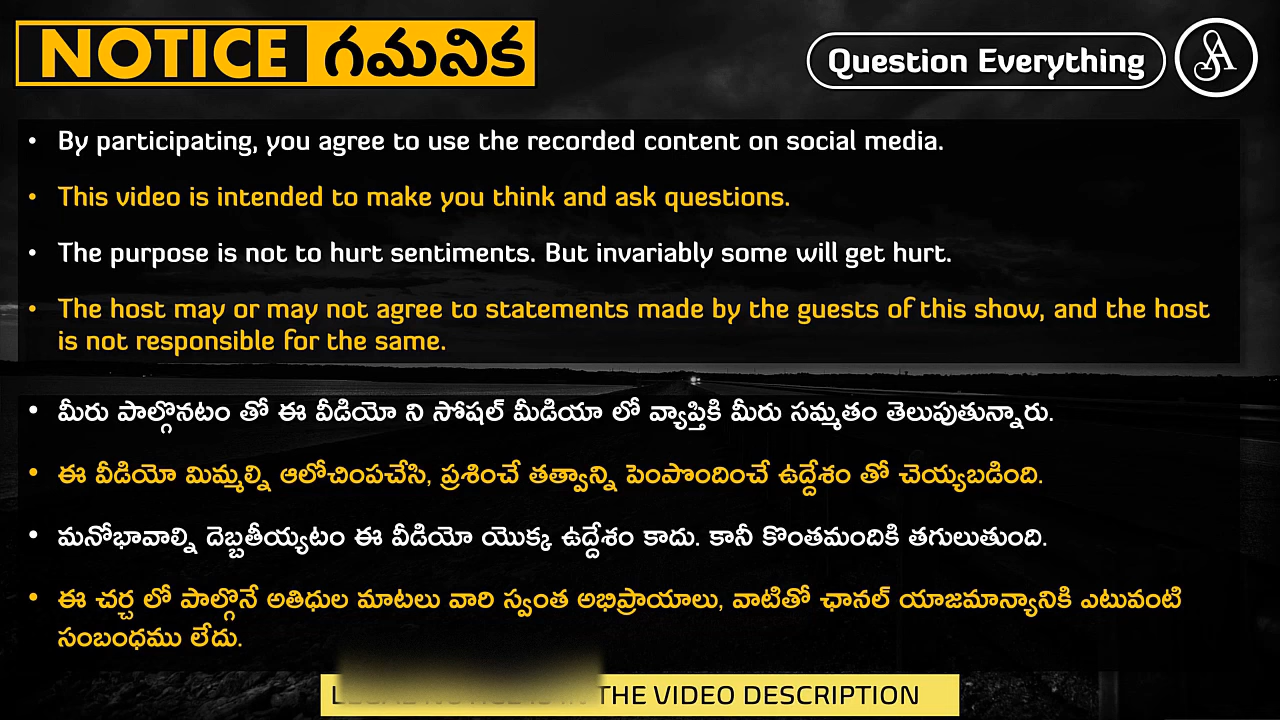 NOTICE గమనిక
Question Everything
• By participating, you agree to use the recorded content on social media.
• This video is intended to make you think and ask questions.
• The purpose is not to hurt sentiments. But invariably some will get hurt.
• The host may or may not agree to statements made by the guests of this show, and the host
is not responsible for the same.
• మీరు పాల్గొనటం తో ఈ వీడియో ని సోషల్ మీడియా లో వ్యాప్తికి మీరు సమ్మతం తెలుపుతున్నారు.
• ఈ వీడియో మిమ్మల్ని ఆలోచింపచేసి, ప్రశించే తత్వాన్ని పెంపొందించే ఉద్దేశం తో చెయ్యబడింది.
• మనోభావాల్ని దెబ్బతీయ్యటం ఈ వీడియో యొక్క ఉద్దేశం కాదు. కానీ కొంతమందికి తగులుతుంది.
• ఈ చర్చ లో పాల్గొనే అతిధుల మాటలు వారి స్వంత అభిప్రాయాలు, వాటితో ఛానల్ యాజమాన్యానికి ఎటువంటి
సంబంధము లేదు.
THE VIDEO DESCRIPTION